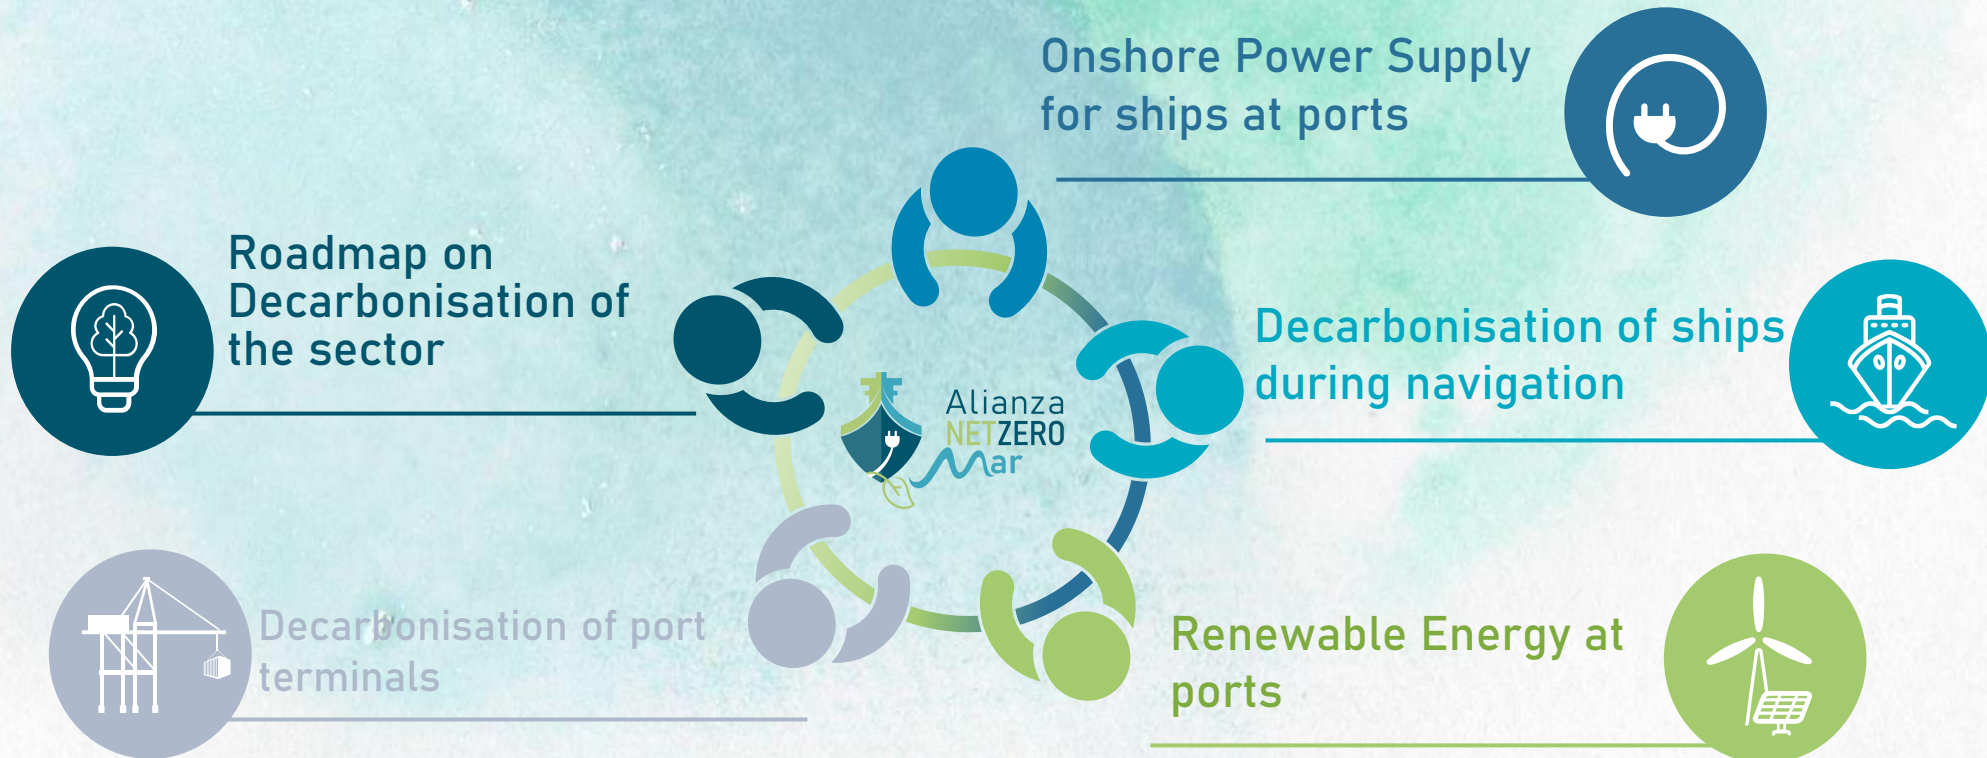 Onshore Power Supply
for ships at ports
Roadmap on
Decarbonisation of
the sector
Decarbonisation of ships
during navigation
Alianza
NETZERO
Mar
Decarbonisation of port
terminals
Renewable Energy at
ports